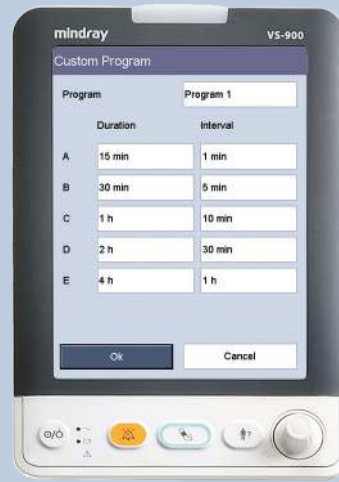 mindray VS-900
Custom Program
Program Program 1
Duration Interval
A 15 min 1 min
B 30 min 5 min
C 1 h 10 min
D 2 h 30 min
E 4 h 1 h
Ok Cancel